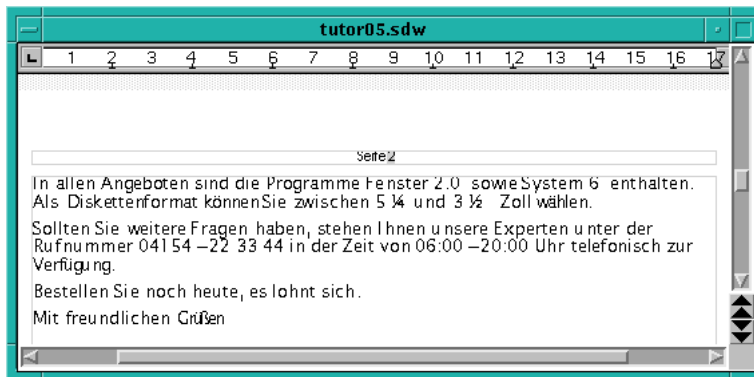 tutor05.sdw
1 2 3 4 5 6 7 8 9 10 11 12 13 14 15 16 17
Seite 2
In allen Angeboten sind die Programme Fenster 2.0 sowie System 6 enthalten.
Als Diskettenformat können Sie zwischen 5 ¼ und 3 ½ Zoll wählen.
Sollten Sie weitere Fragen haben, stehen Ihnen unsere Experten unter der
Rufnummer 04154 – 22 33 44 in der Zeit von 06:00 – 20:00 Uhr telefonisch zur
Verfügung.
Bestellen Sie noch heute, es lohnt sich.
Mit freundlichen Grüßen